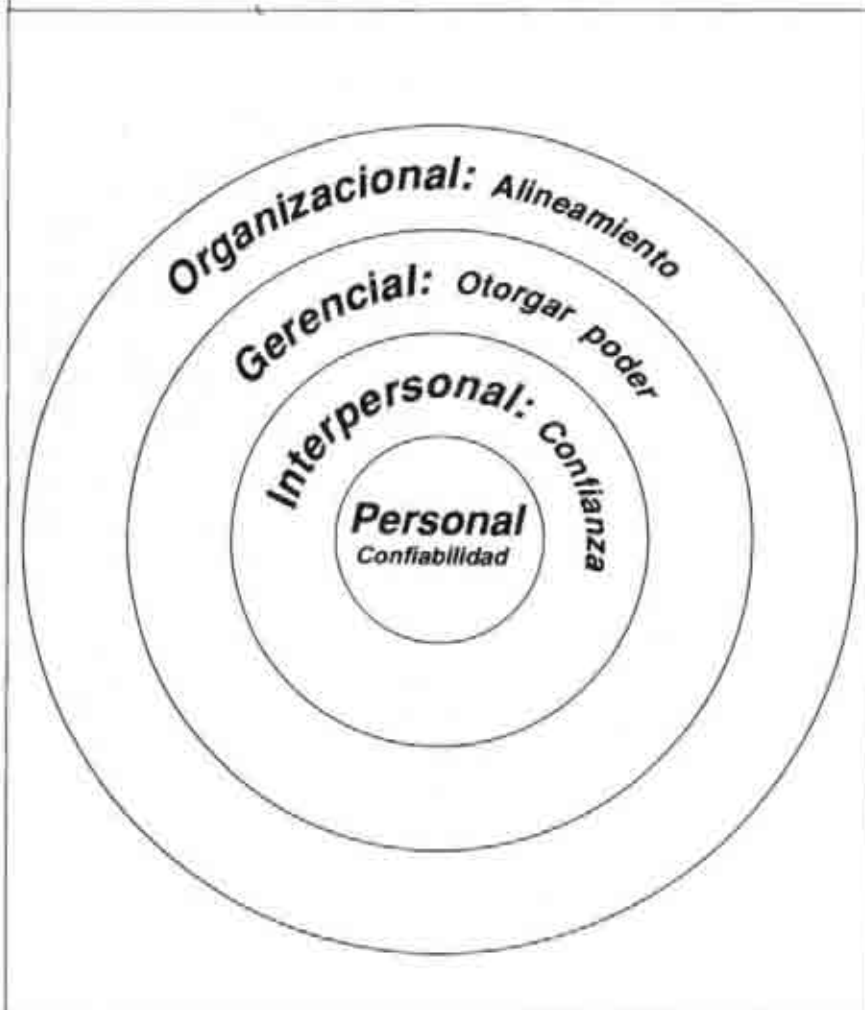 Organizacional: Alineamiento
Gerencial: Otorgar poder
Interpersonal: Confianza
Personal
Confiabilidad